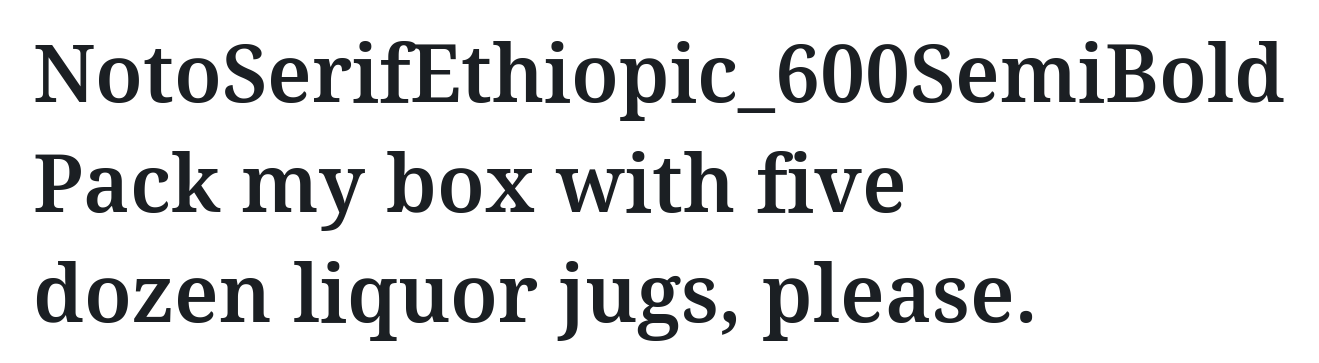 NotoSerifEthiopic_600SemiBold
Pack my box with five
dozen liquor jugs, please.